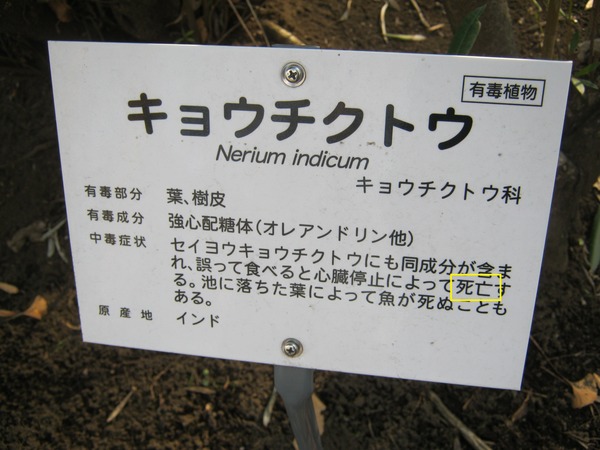 有毒植物
キョウチクトウ
Nerium indicum
キョウチクトウ科
有毒部分 葉、樹皮
有毒成分 強心配糖体(オレアンドリン他)
中毒症状 セイヨウキョウチクトウにも同成分が含ま
れ、誤って食べると心臓停止によって死亡す
る。池に落ちた葉によって魚が死ぬことも
ある。
原産地 インド